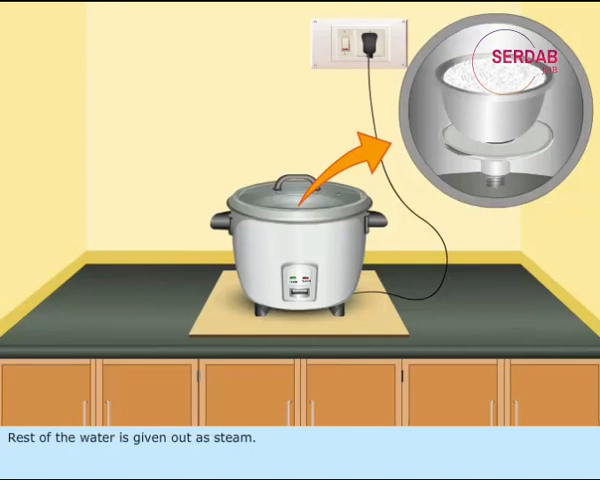 SERDAB
Rest of the water is given out as steam.